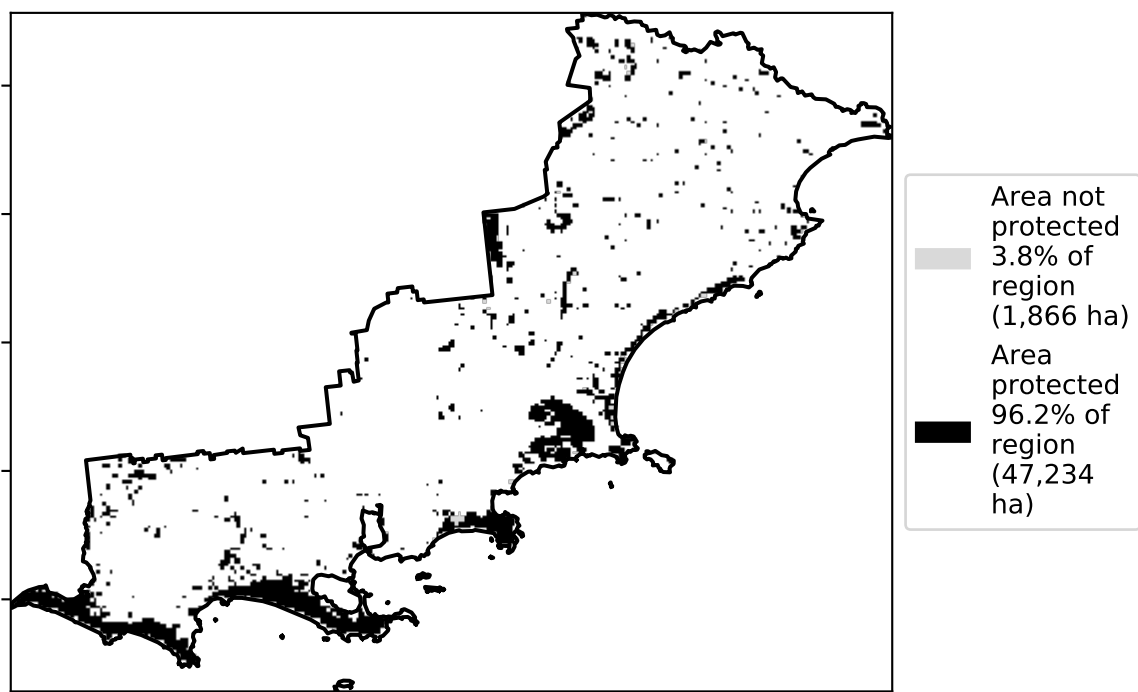 Area not
protected
3.8% of
region
(1,866 ha)
Area
protected
96.2% of
region
(47,234
ha)